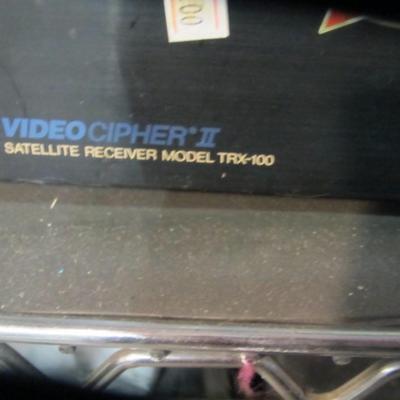 VIDEOCIPHER® II
SATELLITE RECEIVER MODEL TRX-100